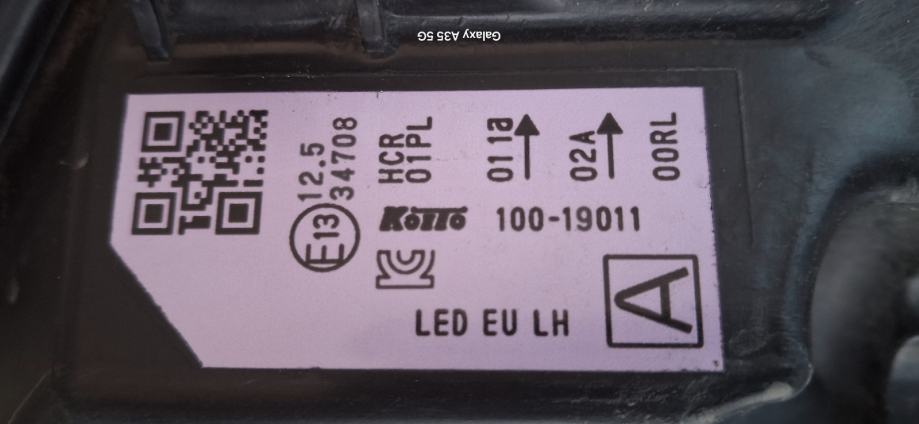 Galaxy A35 5G
E13
12.5
34708
HCR
01PL
01 1a
02A
00RL
KOITO 100-19011
LED EU LH
A